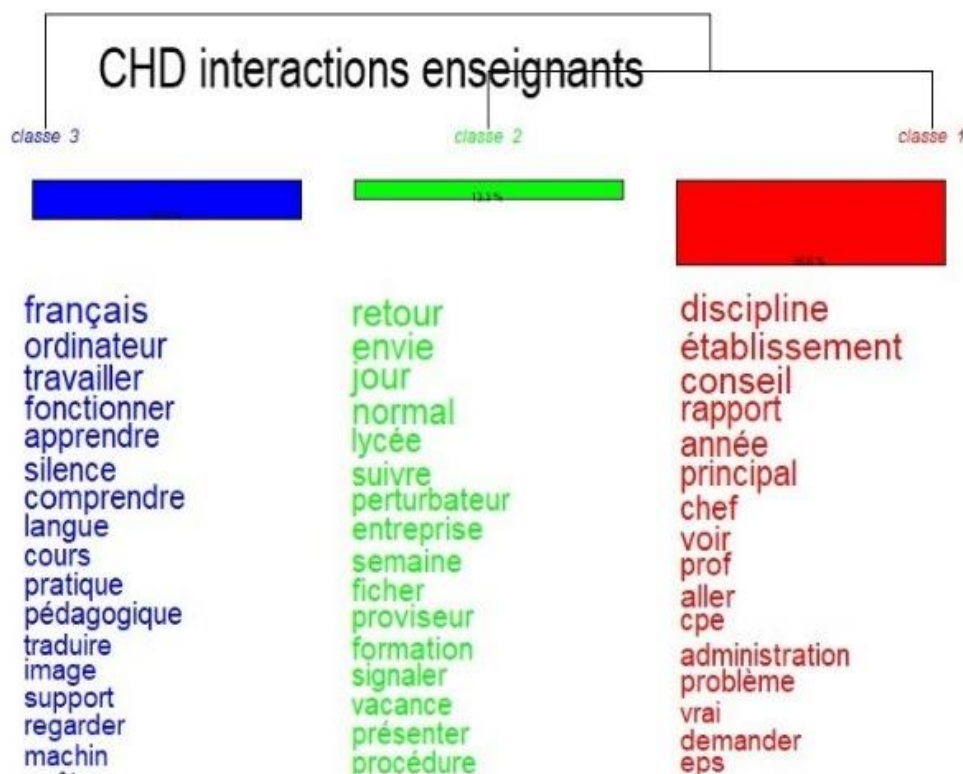 CHD interactions enseignants
classe 3
classe 2
classe 1
13.3 %
français
ordinateur
travailler
fonctionner
apprendre
silence
comprendre
langue
cours
pratique
pédagogique
traduire
image
support
regarder
machin
retour
envie
jour
normal
lycée
suivre
perturbateur
entreprise
semaine
ficher
proviseur
formation
signaler
vacance
présenter
procédure
discipline
établissement
conseil
rapport
année
principal
chef
voir
prof
aller
cpe
administration
problème
vrai
demander
eps